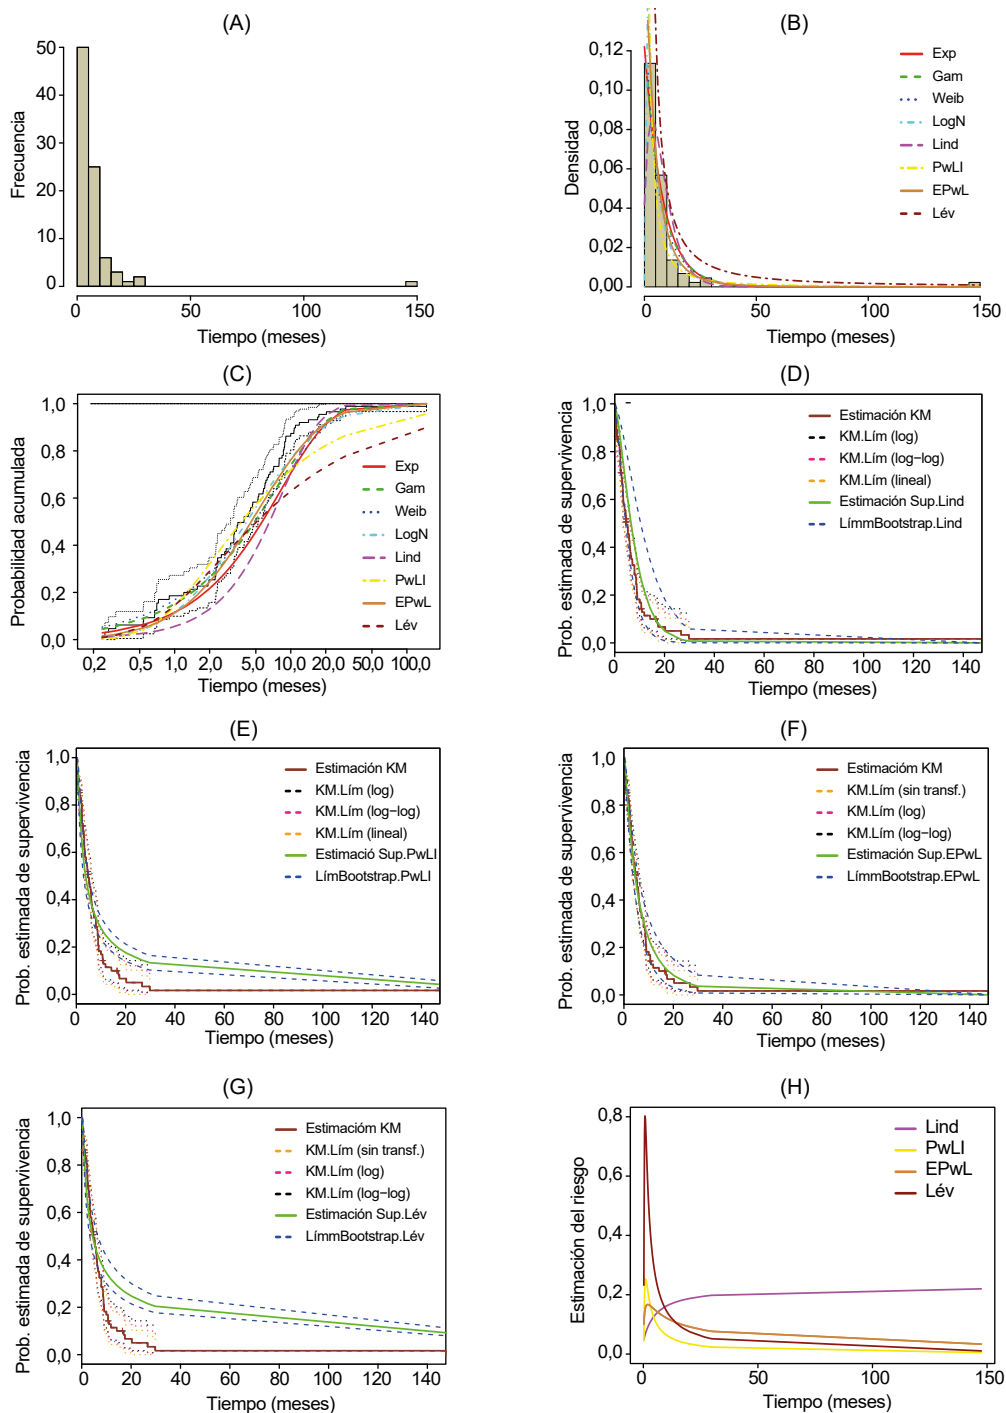 (A)
Frecuencia
50
40
30
20
10
0
0
50
100
150
Tiempo (meses)
(B)
Densidad
0,12
0,10
0,08
0,06
0,04
0,02
0,00
0
50
100
150
Tiempo (meses)
Exp
Gam
Weib
LogN
Lind
PwLI
EPwL
Lév
(C)
Probabilidad acumulada
1,0
0,8
0,6
0,4
0,2
0,0
0,2
0,5
1,0
2,0
5,0
10,0
20,0
50,0
100,0
Tiempo (meses)
Exp
Gam
Weib
LogN
Lind
PwLI
EPwL
Lév
(D)
Prob. estimada de supervivencia
1,0
0,8
0,6
0,4
0,2
0,0
0
20
40
60
80
100
120
140
Tiempo (meses)
Estimación KM
KM.Lím (log)
KM.Lím (log-log)
KM.Lím (lineal)
Estimación Sup.Lind
LímmBootstrap.Lind
(E)
Prob. estimada de supervivencia
1,0
0,8
0,6
0,4
0,2
0,0
0
20
40
60
80
100
120
140
Tiempo (meses)
Estimación KM
KM.Lím (log)
KM.Lím (log-log)
KM.Lím (lineal)
Estimació Sup.PwLI
LímBootstrap.PwLI
(F)
Prob. estimada de supervivencia
1,0
0,8
0,6
0,4
0,2
0,0
0
20
40
60
80
100
120
140
Tiempo (meses)
Estimacióm KM
KM.Lím (sin transf.)
KM.Lím (log)
KM.Lím (log-log)
Estimación Sup.EPwL
LímmBootstrap.EPwL
(G)
Prob. estimada de supervivencia
1,0
0,8
0,6
0,4
0,2
0,0
0
20
40
60
80
100
120
140
Tiempo (meses)
Estimacióm KM
KM.Lím (sin transf.)
KM.Lím (log)
KM.Lím (log-log)
Estimación Sup.Lév
LímmBootstrap.Lév
(H)
Estimación del riesgo
0,8
0,6
0,4
0,2
0,0
0
50
100
150
Tiempo (meses)
Lind
PwLI
EPwL
Lév